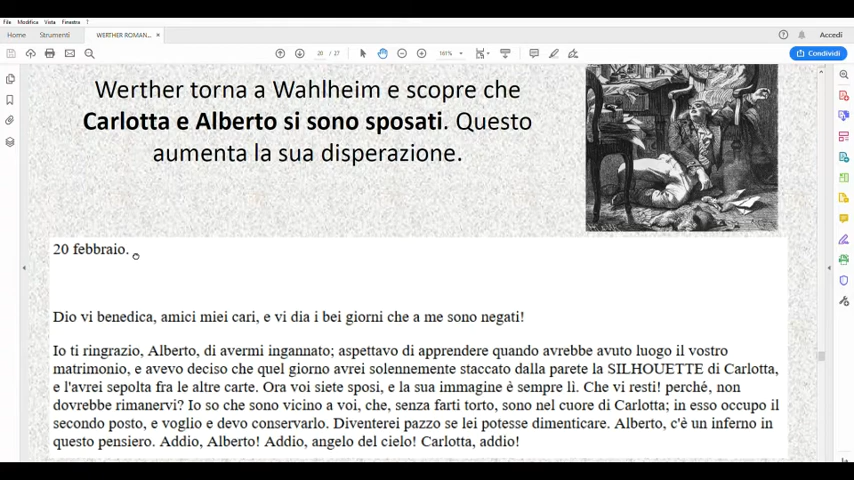 File Modifica Vista Finestra ?
Home Strumenti WERTHER ROMAN... × Accedi
20 / 27 161% Condividi
Werther torna a Wahlheim e scopre che
Carlotta e Alberto si sono sposati. Questo
aumenta la sua disperazione.
20 febbraio.
Dio vi benedica, amici miei cari, e vi dia i bei giorni che a me sono negati!
Io ti ringrazio, Alberto, di avermi ingannato; aspettavo di apprendere quando avrebbe avuto luogo il vostro
matrimonio, e avevo deciso che quel giorno avrei solennemente staccato dalla parete la SILHOUETTE di Carlotta,
e l'avrei sepolta fra le altre carte. Ora voi siete sposi, e la sua immagine è sempre lì. Che vi resti! perché, non
dovrebbe rimanervi? Io so che sono vicino a voi, che, senza farti torto, sono nel cuore di Carlotta; in esso occupo il
secondo posto, e voglio e devo conservarlo. Diventerei pazzo se lei potesse dimenticare. Alberto, c'è un inferno in
questo pensiero. Addio, Alberto! Addio, angelo del cielo! Carlotta, addio!